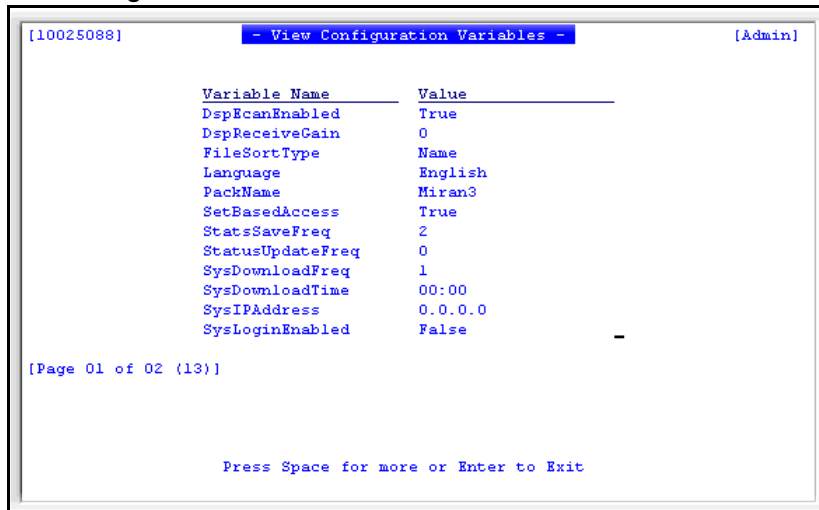 [10025088] - View Configuration Variables - [Admin]
Variable Name Value
DspEcanEnabled True
DspReceiveGain 0
FileSortType Name
Language English
PackName Miran3
SetBasedAccess True
StatsSaveFreq 2
StatusUpdateFreq 0
SysDownloadFreq 1
SysDownloadTime 00:00
SysIPAddress 0.0.0.0
SysLoginEnabled False
[Page 01 of 02 (13)]
Press Space for more or Enter to Exit